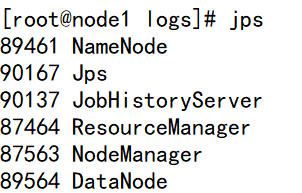 [root@node1 logs]# jps
89461 NameNode
90167 Jps
90137 JobHistoryServer
87464 ResourceManager
87563 NodeManager
89564 DataNode